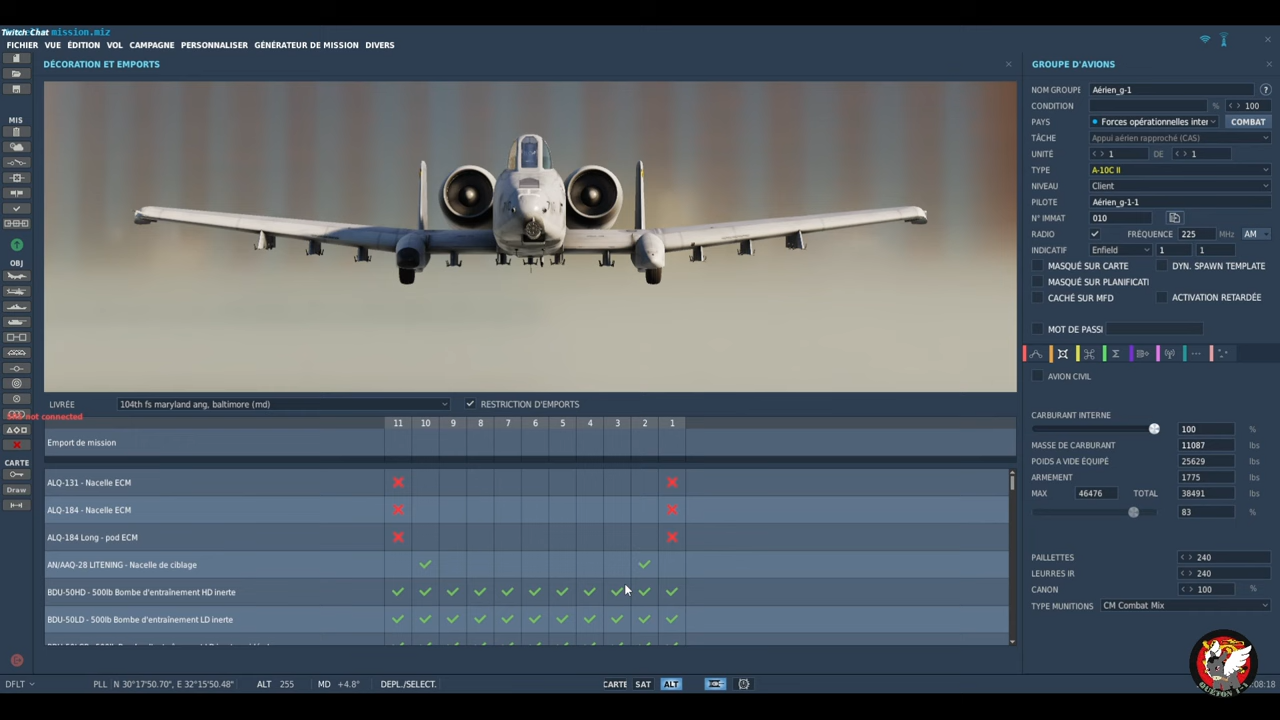 Twitch Chat mission.miz
FICHIER VUE ÉDITION VOL CAMPAGNE PERSONNALISER GÉNÉRATEUR DE MISSION DIVERS
DÉCORATION ET EMPORTS
MIS
OBJ
CARTE
Draw
not connected
LIVRÉE 104th fs maryland ang, baltimore (md) RESTRICTION D'EMPORTS
11 10 9 8 7 6 5 4 3 2 1
Emport de mission
ALQ-131 - Nacelle ECM
ALQ-184 - Nacelle ECM
ALQ-184 Long - pod ECM
AN/AAQ-28 LITENING - Nacelle de ciblage
BDU-50HD - 500lb Bombe d'entraînement HD inerte
BDU-50LD - 500lb Bombe d'entraînement LD inerte
GROUPE D'AVIONS
NOM GROUPE Aérien_g-1 ?
CONDITION % <> 100
PAYS Forces opérationnelles inter COMBAT
TÂCHE Appui aérien rapproché (CAS)
UNITÉ <> 1 DE <> 1
TYPE A-10C II
NIVEAU Client
PILOTE Aérien_g-1-1
N° IMMAT 010
RADIO FRÉQUENCE 225 MHz AM
INDICATIF Enfield 1 1
MASQUÉ SUR CARTE DYN. SPAWN TEMPLATE
MASQUÉ SUR PLANIFICATI
CACHÉ SUR MFD ACTIVATION RETARDÉE
MOT DE PASSI
AVION CIVIL
CARBURANT INTERNE
100 %
MASSE DE CARBURANT 11087 lbs
POIDS A VIDE ÉQUIPÉ 25629 lbs
ARMEMENT 1775 lbs
MAX 46476 TOTAL 38491 lbs
83 %
PAILLETTES <> 240
LEURRES IR <> 240
CANON <> 100 %
TYPE MUNITIONS CM Combat Mix
DFLT PLL N 30°17'50.70", E 32°15'50.48" ALT 255 MD +4.8° DEPL./SELECT. CARTE SAT ALT :08:18